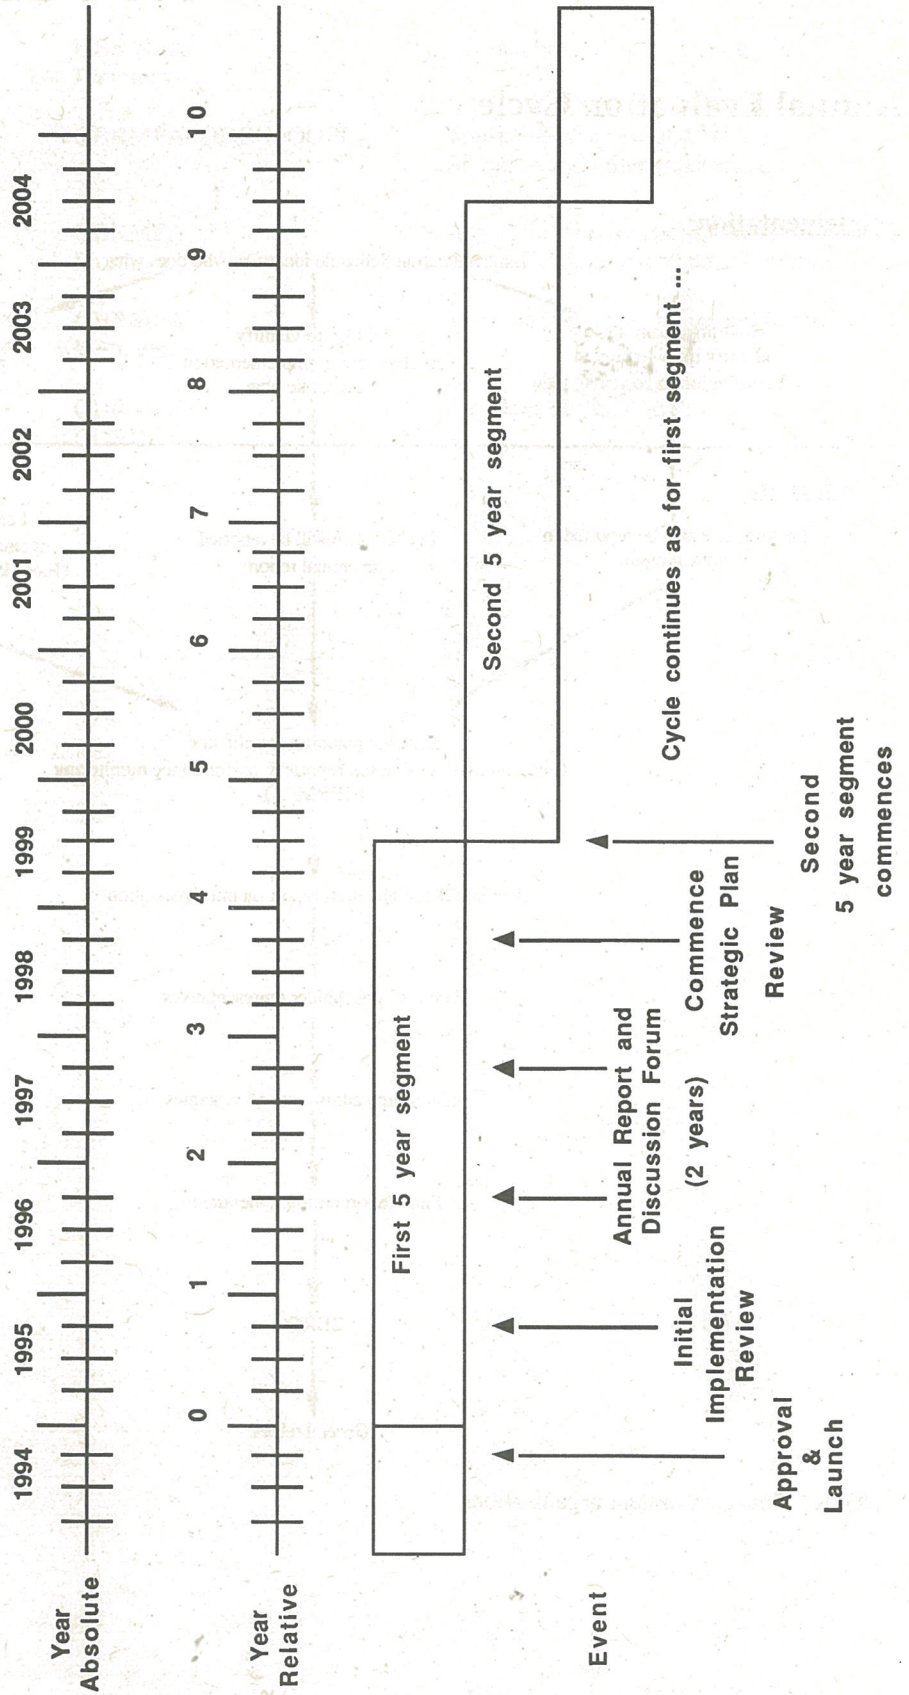 Year
Absolute
1994
1995
1996
1997
1998
1999
2000
2001
2002
2003
2004
Year
Relative
0
1
2
3
4
5
6
7
8
9
10
First 5 year segment
Second 5 year segment
Cycle continues as for first segment ...
Event
Approval
&
Launch
Initial
Implementation
Review
Annual Report and
Discussion Forum
(2 years)
Commence
Strategic Plan
Review
Second
5 year segment
commences